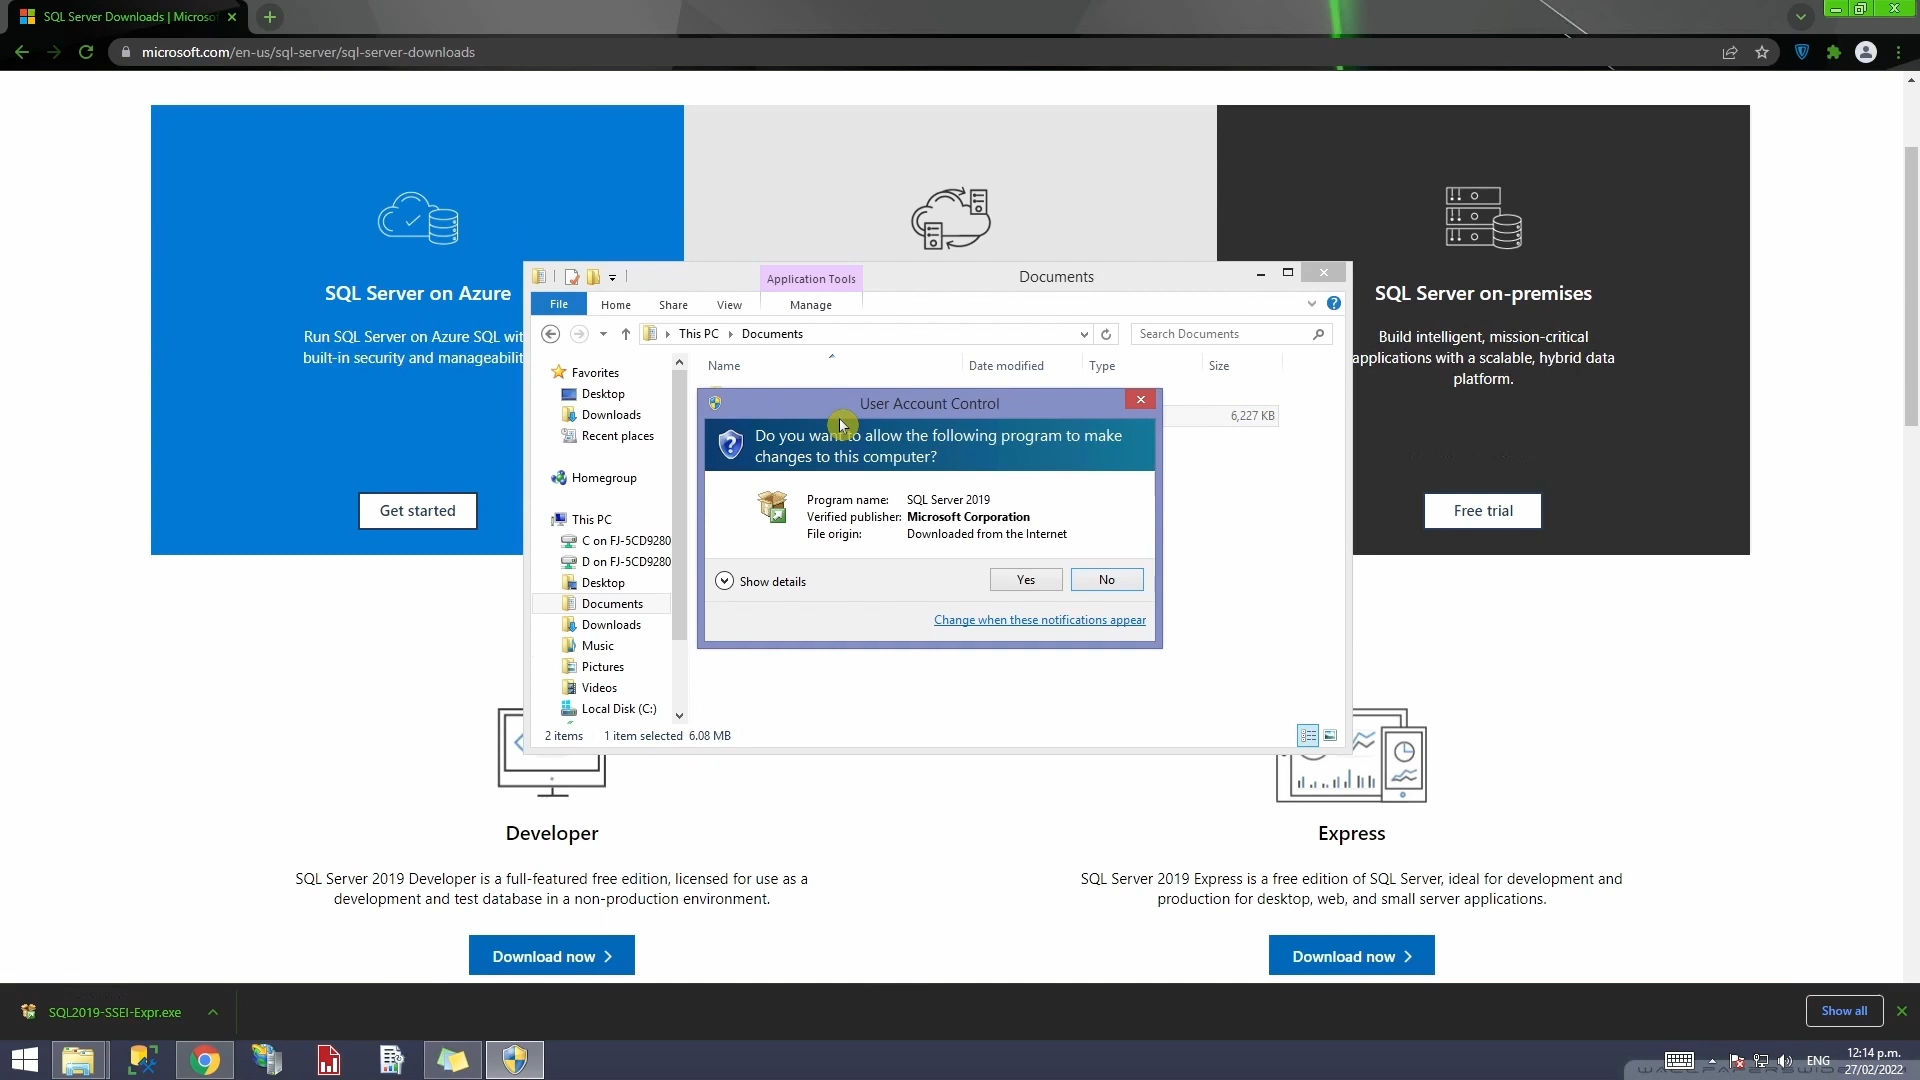 SQL Server Downloads | Microso
microsoft.com/en-us/sql-server/sql-server-downloads
SQL Server on Azure
Run SQL Server on Azure SQL wit
built-in security and manageabilit
Get started
SQL Server on-premises
Build intelligent, mission-critical
applications with a scalable, hybrid data
platform.
Free trial
Application Tools
Documents
File
Home
Share
View
Manage
This PC
Documents
Search Documents
Name
Date modified
Type
Size
6,227 KB
Favorites
Desktop
Downloads
Recent places
Homegroup
This PC
C on FJ-5CD9280
D on FJ-5CD9280
Desktop
Documents
Downloads
Music
Pictures
Videos
Local Disk (C:)
2 items
1 item selected 6.08 MB
User Account Control
Do you want to allow the following program to make
changes to this computer?
Program name: SQL Server 2019
Verified publisher: Microsoft Corporation
File origin: Downloaded from the Internet
Show details
Yes
No
Change when these notifications appear
Developer
SQL Server 2019 Developer is a full-featured free edition, licensed for use as a
development and test database in a non-production environment.
Download now
Express
SQL Server 2019 Express is a free edition of SQL Server, ideal for development and
production for desktop, web, and small server applications.
Download now
SQL2019-SSEI-Expr.exe
Show all
ENG
12:14 p.m.
27/02/2022